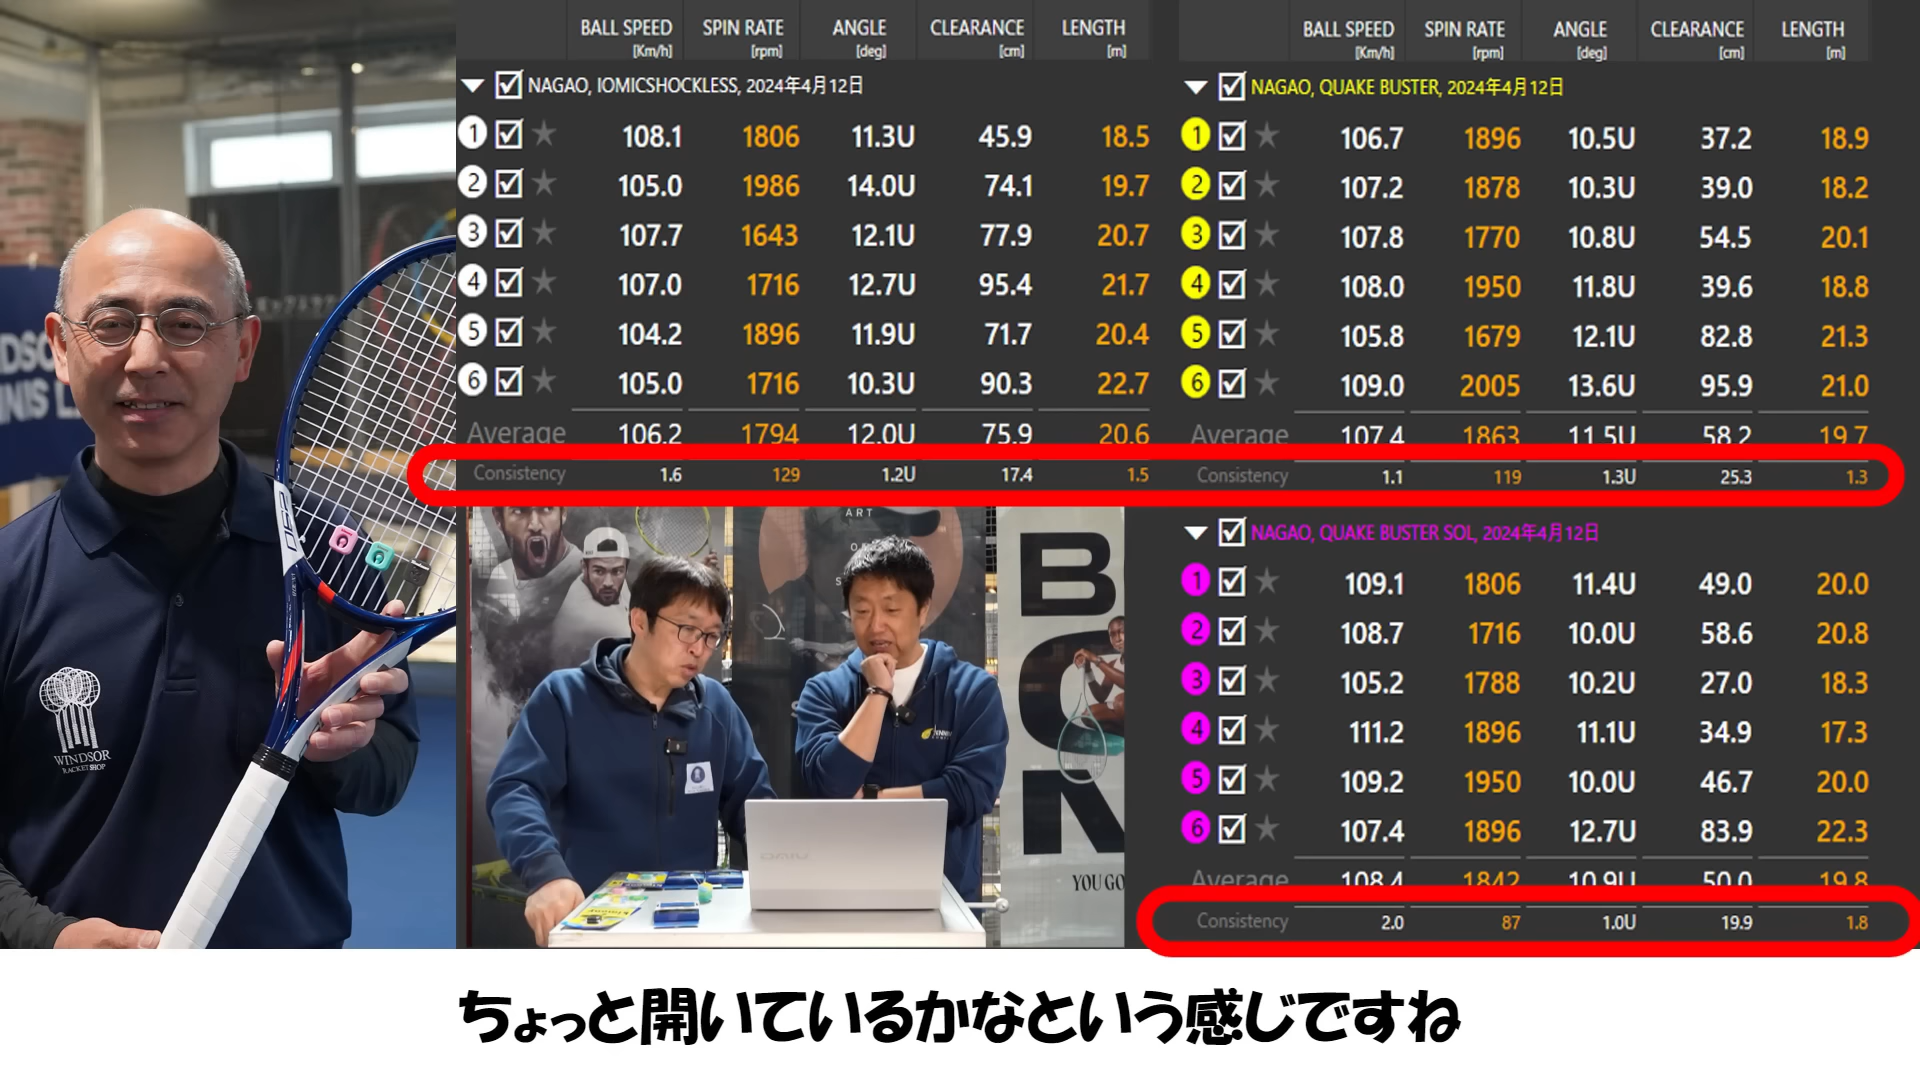 BALL SPEED SPIN RATE ANGLE CLEARANCE LENGTH
[Km/h] [rpm] [deg] [cm] [m]
NAGAO, IOMICSHOCKLESS, 2024年4月12日
1 108.1 1806 11.3U 45.9 18.5
2 105.0 1986 14.0U 74.1 19.7
3 107.7 1643 12.1U 77.9 20.7
4 107.0 1716 12.7U 95.4 21.7
5 104.2 1896 11.9U 71.7 20.4
6 105.0 1716 10.3U 90.3 22.7
Average 106.2 1794 12.0U 75.9 20.6
Consistency 1.6 129 1.2U 17.4 1.5
BALL SPEED SPIN RATE ANGLE CLEARANCE LENGTH
[Km/h] [rpm] [deg] [cm] [m]
NAGAO, QUAKE BUSTER, 2024年4月12日
1 106.7 1896 10.5U 37.2 18.9
2 107.2 1878 10.3U 39.0 18.2
3 107.8 1770 10.8U 54.5 20.1
4 108.0 1950 11.8U 39.6 18.8
5 105.8 1679 12.1U 82.8 21.3
6 109.0 2005 13.6U 95.9 21.0
Average 107.4 1863 11.5U 58.2 19.7
Consistency 1.1 119 1.3U 25.3 1.3
NAGAO, QUAKE BUSTER SOL, 2024年4月12日
1 109.1 1806 11.4U 49.0 20.0
2 108.7 1716 10.0U 58.6 20.8
3 105.2 1788 10.2U 27.0 18.3
4 111.2 1896 11.1U 34.9 17.3
5 109.2 1950 10.0U 46.7 20.0
6 107.4 1896 12.7U 83.9 22.3
Average 108.4 1842 10.9U 50.0 19.8
Consistency 2.0 87 1.0U 19.9 1.8
WINDSOR
RACKET SHOP
ART
YOU GO
ちょっと開いているかなという感じですね